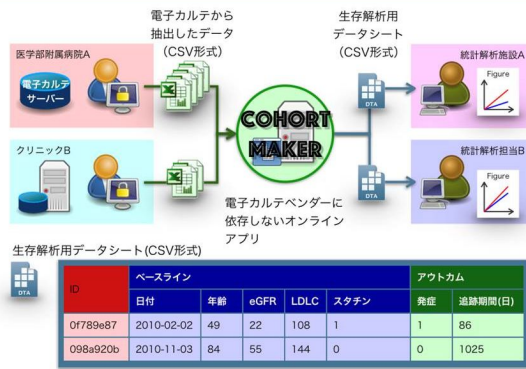 電子カルテから
抽出したデータ
(CSV形式)
生存解析用
データシート
(CSV形式)
医学部附属病院A
電子カルテ
サーバー
COHORT
MAKER
DTA
統計解析施設A
Figure
クリニックB
電子カルテベンダーに
依存しないオンライン
アプリ
DTA
統計解析担当B
Figure
生存解析用データシート(CSV形式)
DTA
ID
ベースライン
アウトカム
日付 年齢 eGFR LDLC スタチン 発症 追跡期間(日)
0f789e87 2010-02-02 49 22 108 1 1 86
098a920b 2010-11-03 84 55 144 0 0 1025